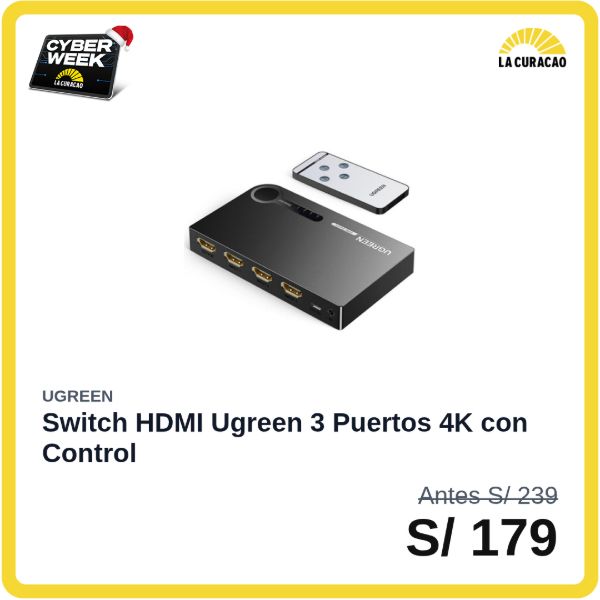 CYBER
WEEK
LA CURACAO
LA CURACAO
UGREEN
UGREEN
UGREEN
Switch HDMI Ugreen 3 Puertos 4K con
Control
Antes S/ 239
S/ 179